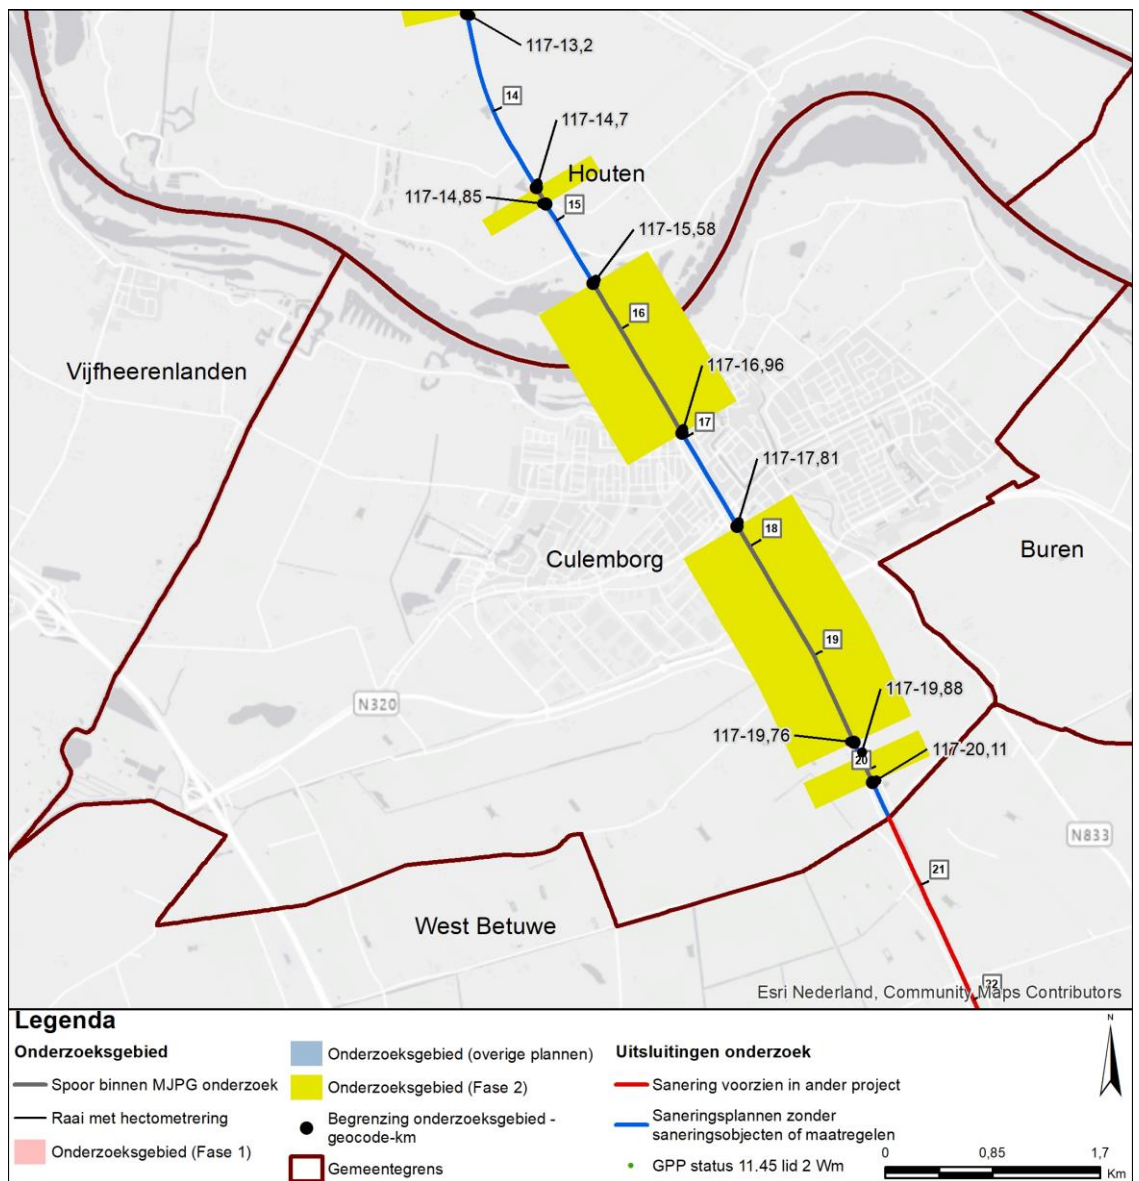 117-13,2
14
117-14,7
Houten
117-14,85
15
117-15,58
16
Vijfheerenlanden
117-16,96
17
117-17,81
18
Culemborg
Buren
19
117-19,88
N320
117-19,76
117-20,11
20
N833
21
West Betuwe
22
Esri Nederland, Community Maps Contributors
Legenda
Onderzoeksgebied
Spoor binnen MJPG onderzoek
Raai met hectometrering
Onderzoeksgebied (Fase 1)
Onderzoeksgebied (overige plannen)
Onderzoeksgebied (Fase 2)
Begrenzing onderzoeksgebied -
geocode-km
Gemeentegrens
Uitsluitingen onderzoek
Sanering voorzien in ander project
Saneringsplannen zonder
saneringsobjecten of maatregelen
GPP status 11.45 lid 2 Wm
N
0 0,85 1,7
Km